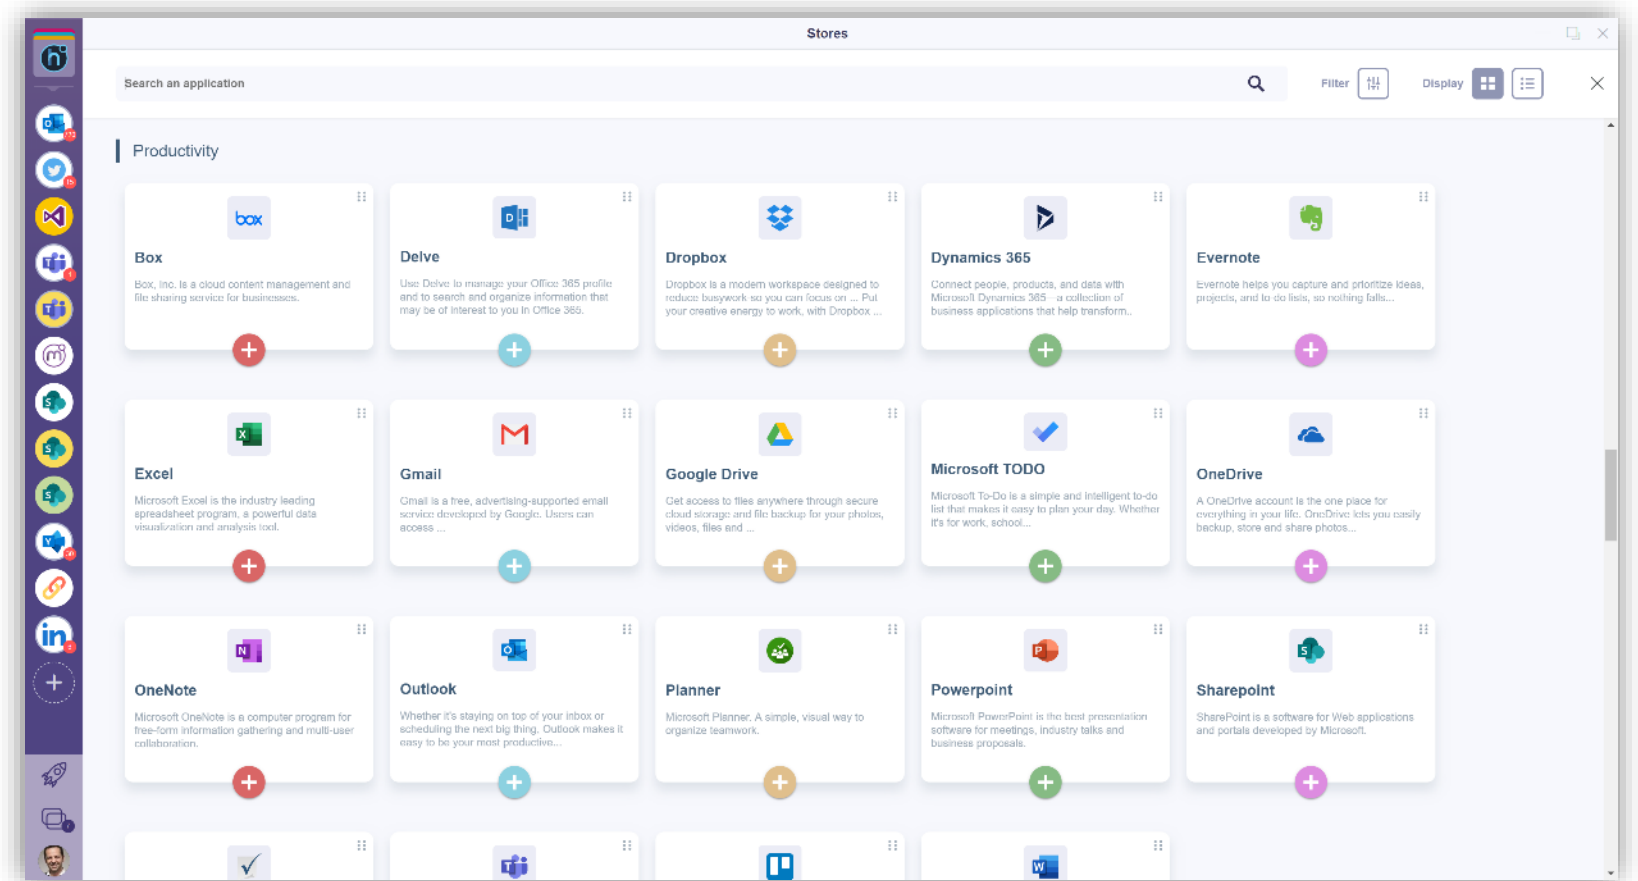 Stores
Search an application
Filter
Display
Productivity
box
Box
Box, Inc. is a cloud content management and
file sharing service for businesses.
D
Delve
Use Delve to manage your Office 365 profile
and to search and organize information that
may be of interest to you in Office 365.
Dropbox
Dropbox is a modern workspace designed to
reduce busywork-so you can focus on ... Put
your creative energy to work, with Dropbox ...
Dynamics 365
Connect people, products, and data with
Microsoft Dynamics 365—a collection of
business applications that help transform..
Evernote
Evernote helps you capture and prioritize ideas,
projects, and to-do lists, so nothing falls...
X
Excel
Microsoft Excel is the industry leading
spreadsheet program, a powerful data
visualization and analysis tool.
Gmail
Gmail is a free, advertising-supported email
service developed by Google. Users can
access ...
Google Drive
Get access to files anywhere through secure
cloud storage and file backup for your photos,
videos, files and ...
Microsoft TODO
Microsoft To-Do is a simple and intelligent to-do
list that makes it easy to plan your day. Whether
it's for work, school...
OneDrive
A OneDrive account is the one place for
everything in your life. OneDrive lets you easily
backup, store and share photos...
N
OneNote
Microsoft OneNote is a computer program for
free-form information gathering and multi-user
collaboration.
O
Outlook
Whether it's staying on top of your inbox or
scheduling the next big thing, Outlook makes it
easy to be your most productive...
Planner
Microsoft Planner. A simple, visual way to
organize teamwork.
P
Powerpoint
Microsoft PowerPoint is the best presentation
software for meetings, industry talks and
business proposals.
S
Sharepoint
SharePoint is a software for Web applications
and portals developed by Microsoft.
T
W
in